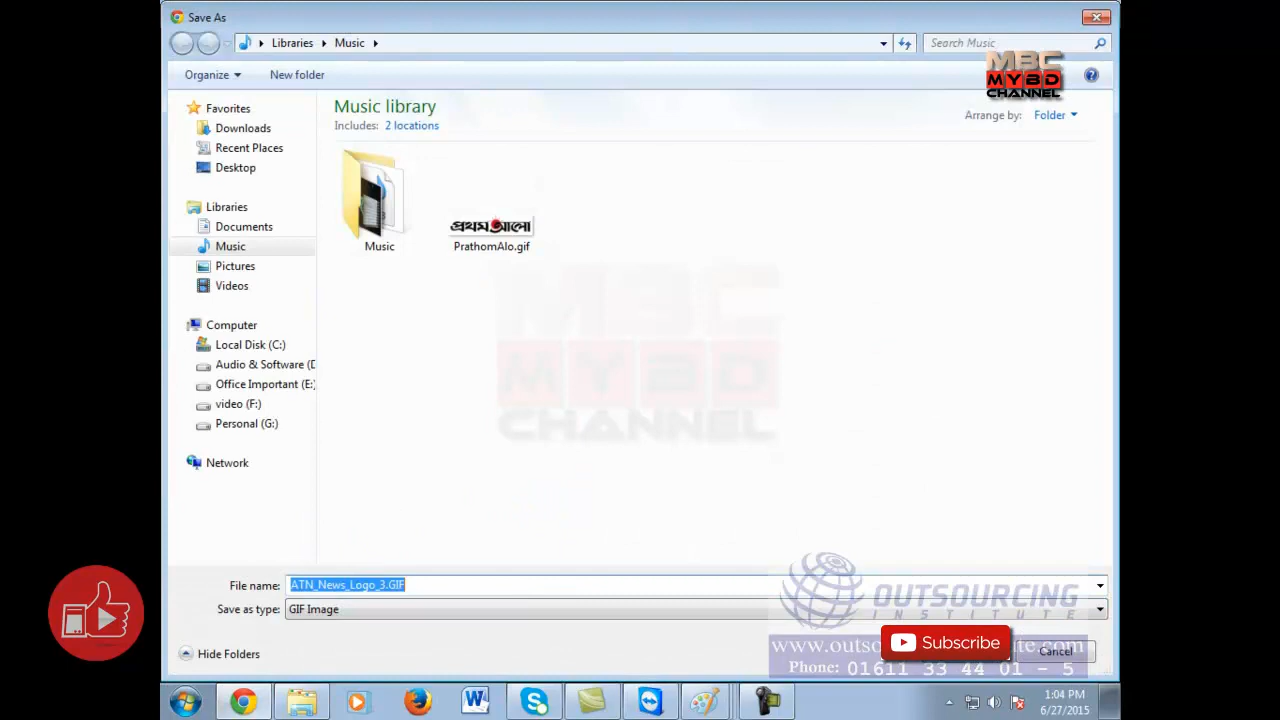 Save As
Libraries Music
Search Music
MBC
MYBD
CHANNEL
Organize
New folder
Music library
Includes: 2 locations
Arrange by: Folder
Favorites
Downloads
Recent Places
Desktop
Libraries
Documents
Music
Pictures
Videos
Computer
Local Disk (C:)
Audio & Software (D
Office Important (E:)
video (F:)
Personal (G:)
Network
Music
প্রথম আলো
PrathomAlo.gif
MBC
MYBD
CHANNEL
File name: ATN_News_Logo_3.GIF
Save as type: GIF Image
OUTSOURCING
INSTITUTE
Subscribe
Cancel
Phone: 01611 33 44 01 - 5
Hide Folders
1:04 PM
6/27/2015